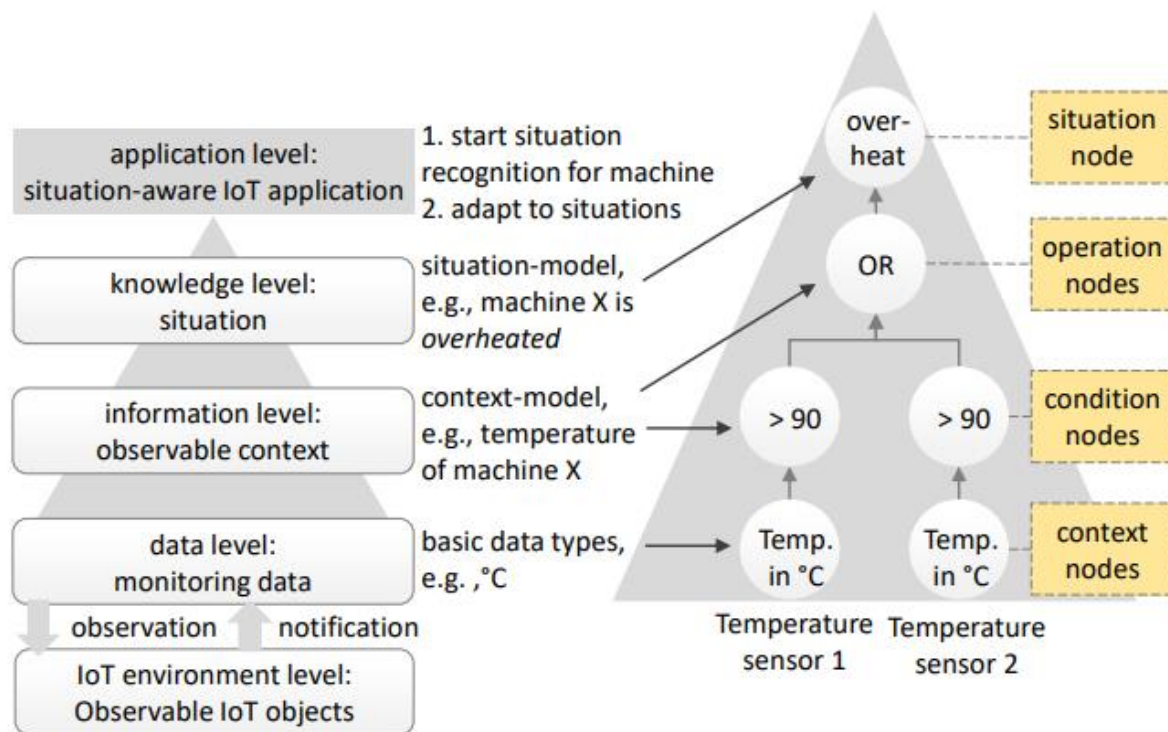 application level:
situation-aware IoT application
1. start situation
recognition for machine
2. adapt to situations
knowledge level:
situation
situation-model,
e.g., machine X is
overheated
information level:
observable context
context-model,
e.g., temperature
of machine X
data level:
monitoring data
basic data types,
e.g. ,°C
observation
notification
IoT environment level:
Observable IoT objects
over-
heat
situation
node
OR
operation
nodes
> 90
> 90
condition
nodes
Temp.
in °C
Temp.
in °C
context
nodes
Temperature
sensor 1
Temperature
sensor 2